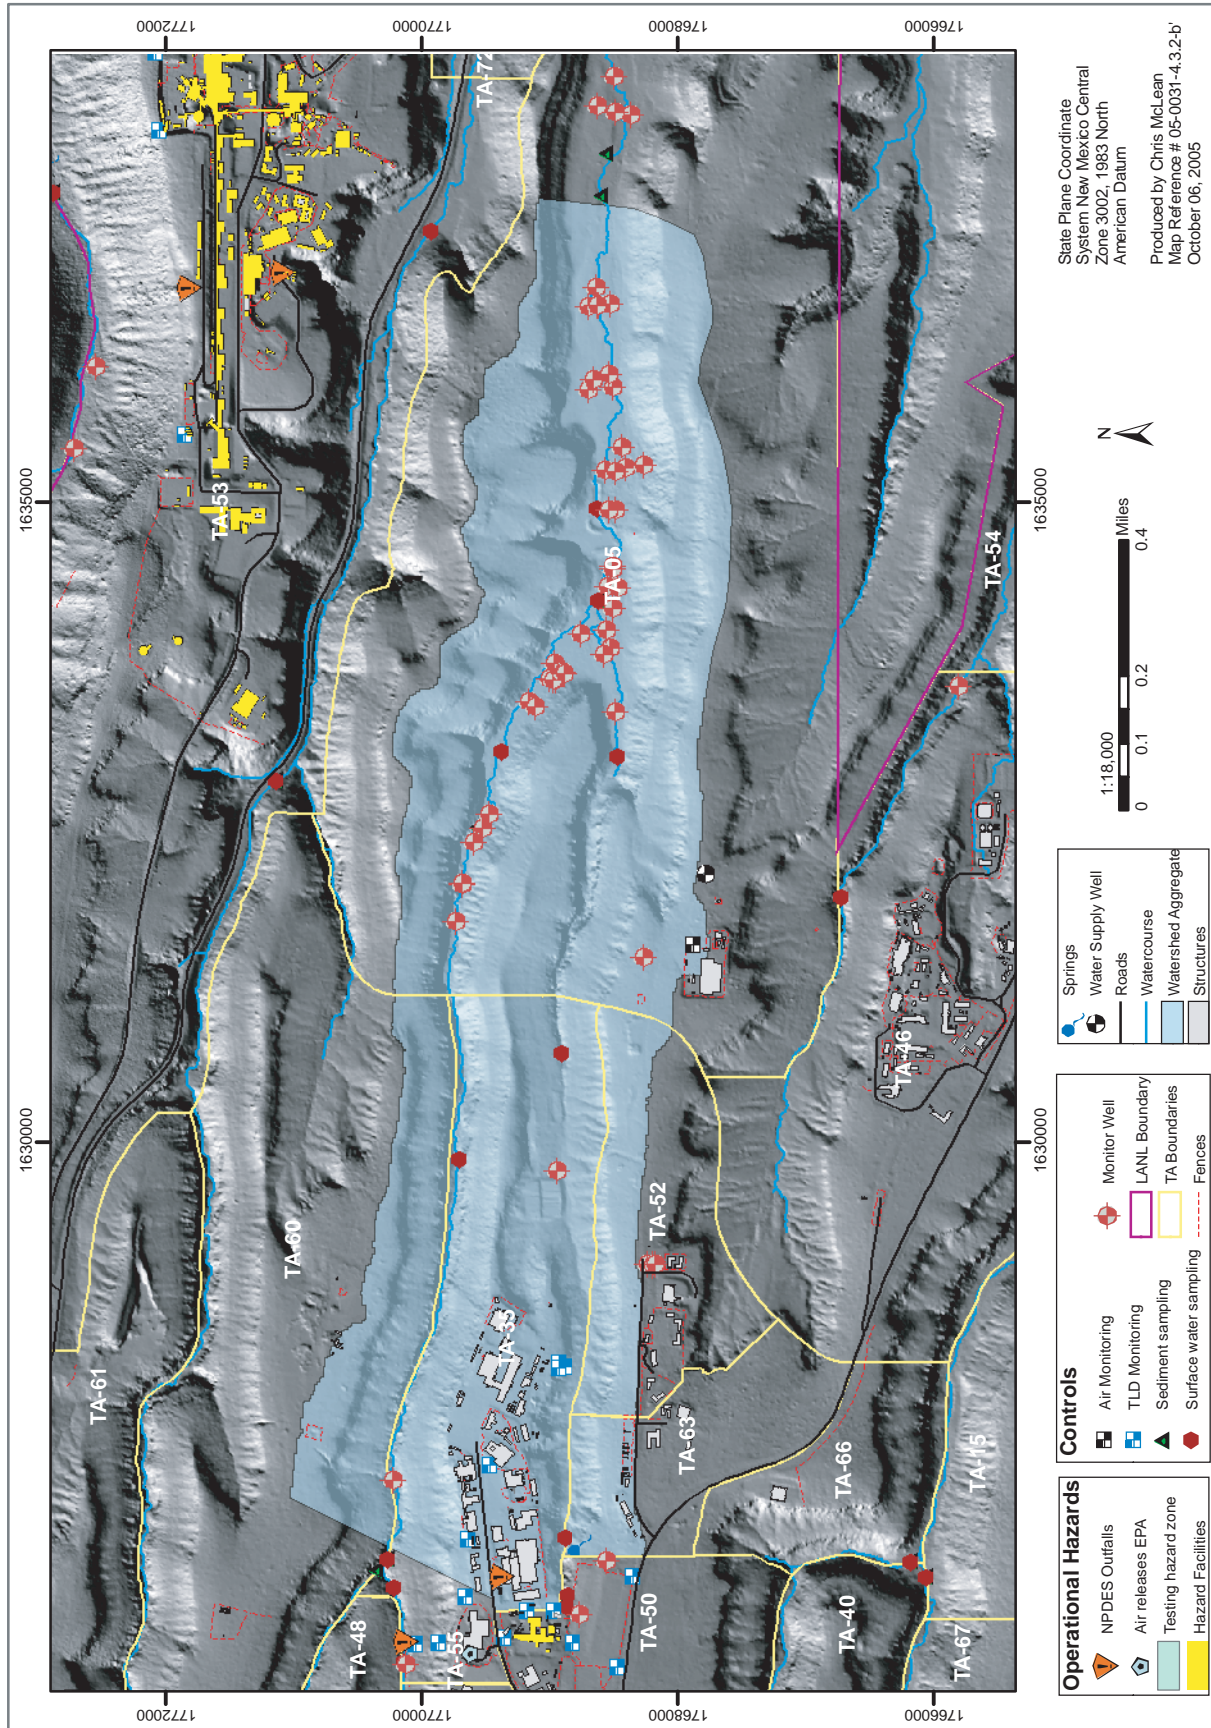 1772000
1770000
1768000
1766000
1635000
1630000
TA-72
TA-53
TA-05
TA-54
TA-60
TA-61
TA-35
TA-52
TA-46
TA-63
TA-66
TA-15
TA-48
TA-55
TA-50
TA-40
TA-67
1635000
1630000
1772000
1770000
1768000
1766000
Operational Hazards
NPDES Outfalls
Air releases EPA
Testing hazard zone
Hazard Facilities
Controls
Air Monitoring
TLD Monitoring
Sediment sampling
Surface water sampling
Monitor Well
LANL Boundary
TA Boundaries
Fences
Springs
Water Supply Well
Roads
Watercourse
Watershed Aggregate
Structures
1:18,000
0 0.1 0.2 0.4
Miles
N
State Plane Coordinate
System New Mexico Central
Zone 3002, 1983 North
American Datum
Produced by Chris McLean
Map Reference # 05-0031-4.3.2-b'
October 06, 2005